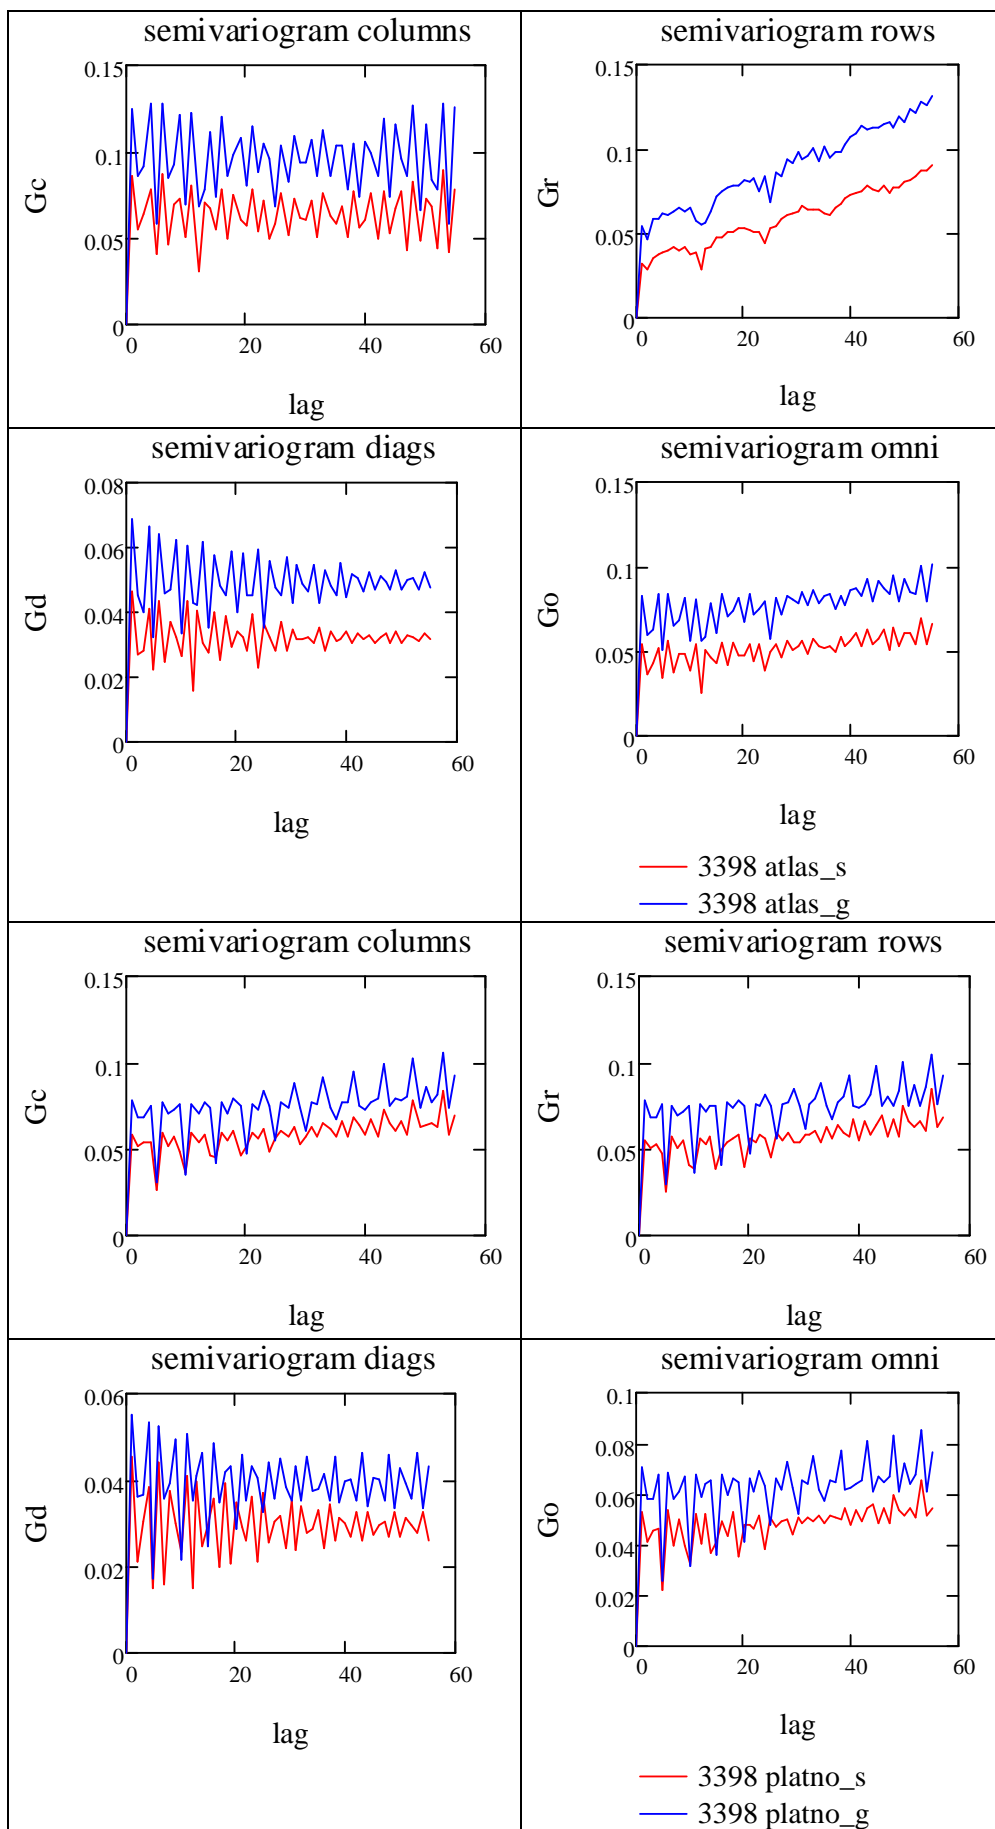 semivariogram columns
0.15
0.1
0.05
0
0 20 40 60
Gc
lag
semivariogram rows
0.15
0.1
0.05
0
0 20 40 60
Gr
lag
semivariogram diags
0.08
0.06
0.04
0.02
0
0 20 40 60
Gd
lag
semivariogram omni
0.15
0.1
0.05
0
0 20 40 60
Go
lag
3398 atlas_s
3398 atlas_g
semivariogram columns
0.15
0.1
0.05
0
0 20 40 60
Gc
lag
semivariogram rows
0.15
0.1
0.05
0
0 20 40 60
Gr
lag
semivariogram diags
0.06
0.04
0.02
0
0 20 40 60
Gd
lag
semivariogram omni
0.1
0.08
0.06
0.04
0.02
0
0 20 40 60
Go
lag
3398 platno_s
3398 platno_g